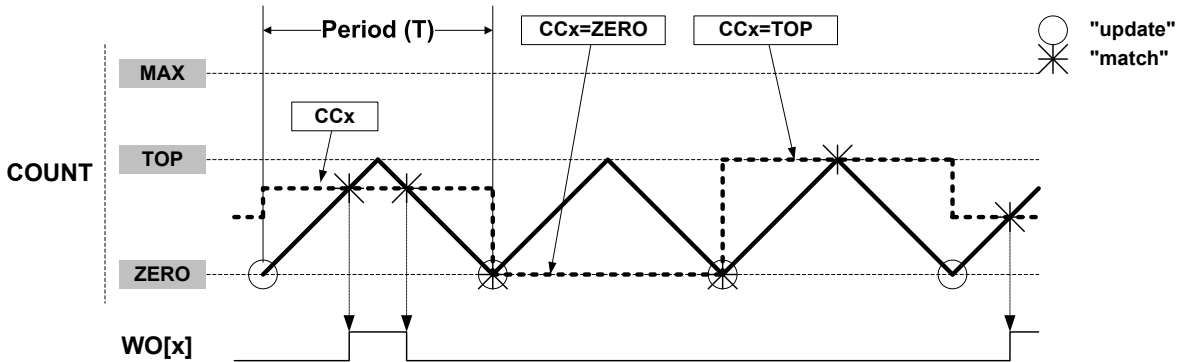 Period (T)
CCx=ZERO
CCx=TOP
"update"
"match"
MAX
CCx
COUNT
TOP
ZERO
WO[x]